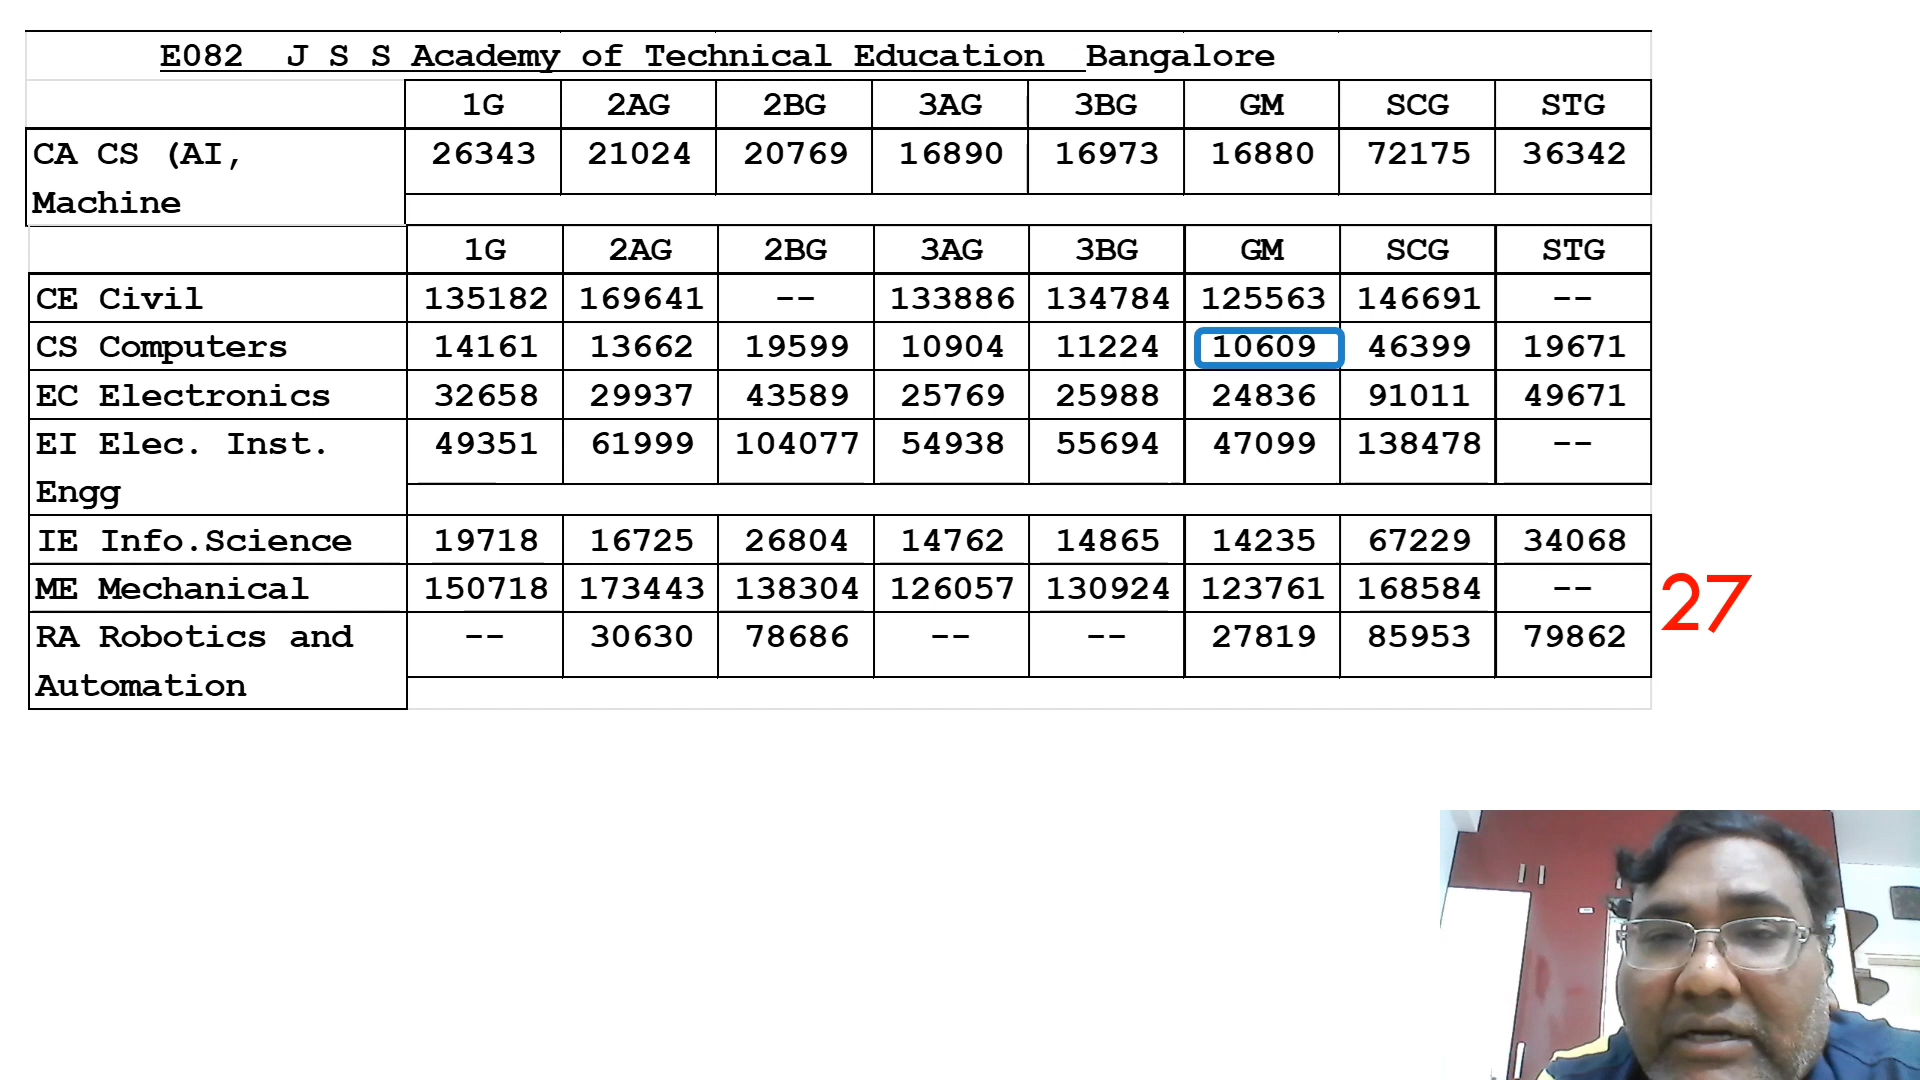 E082 J S S Academy of Technical Education Bangalore
1G 2AG 2BG 3AG 3BG GM SCG STG
CA CS (AI, 26343 21024 20769 16890 16973 16880 72175 36342
Machine
1G 2AG 2BG 3AG 3BG GM SCG STG
CE Civil 135182 169641 -- 133886 134784 125563 146691 --
CS Computers 14161 13662 19599 10904 11224 10609 46399 19671
EC Electronics 32658 29937 43589 25769 25988 24836 91011 49671
EI Elec. Inst. 49351 61999 104077 54938 55694 47099 138478 --
Engg
IE Info.Science 19718 16725 26804 14762 14865 14235 67229 34068
ME Mechanical 150718 173443 138304 126057 130924 123761 168584 --
27
RA Robotics and -- 30630 78686 -- -- 27819 85953 79862
Automation